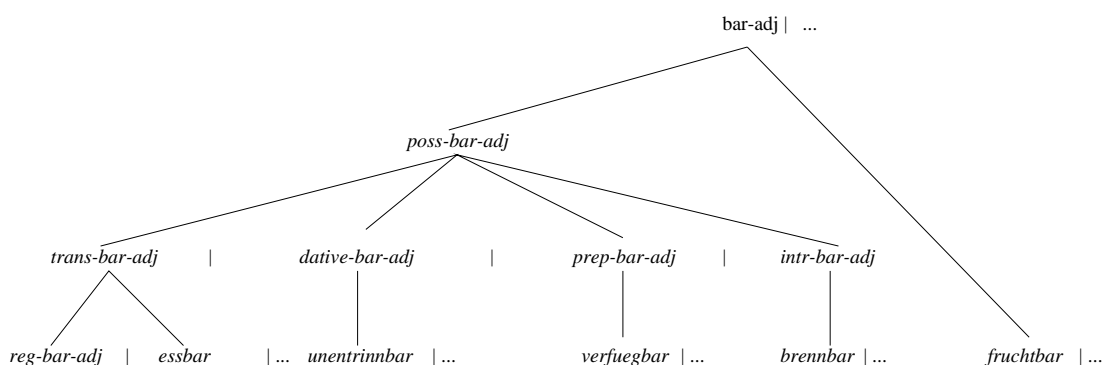 bar-adj | ...
poss-bar-adj
trans-bar-adj | dative-bar-adj | prep-bar-adj | intr-bar-adj
reg-bar-adj | essbar | ... unentrinnbar | ... verfuegbar | ... brennbar | ... fruchtbar | ...